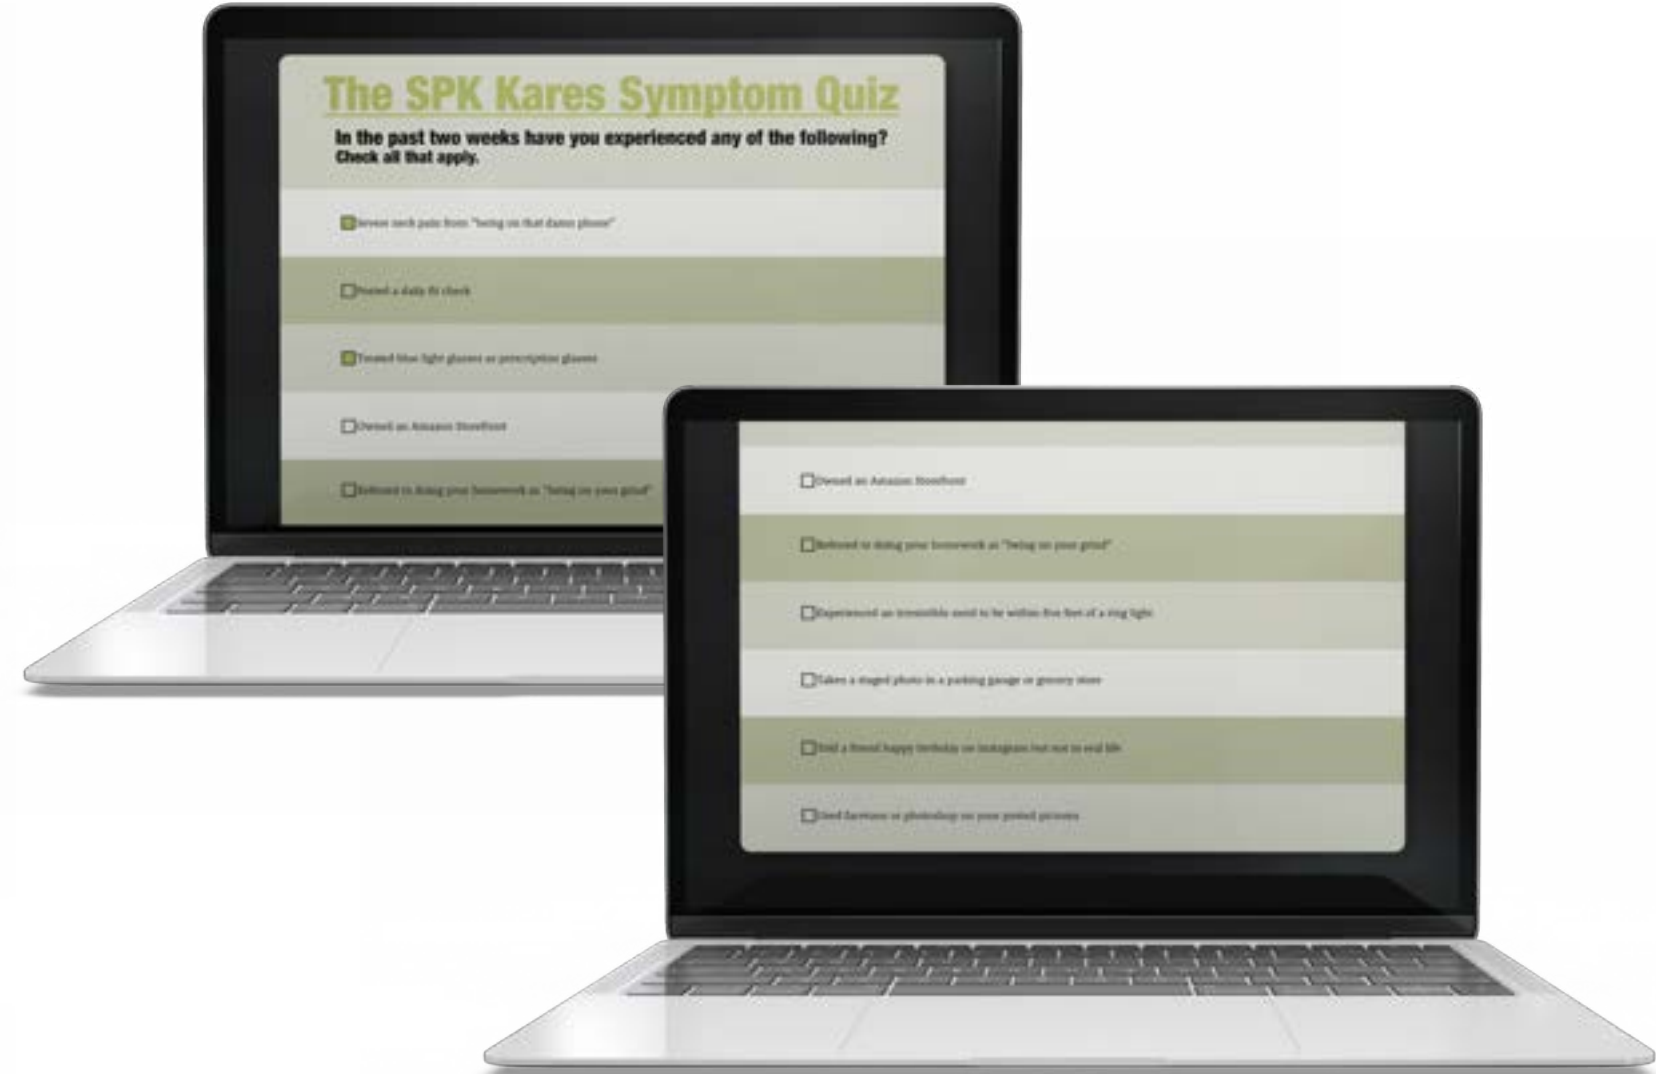 The SPK Kares Symptom Quiz
In the past two weeks have you experienced any of the following?
Check all that apply.
Severe neck pain from "being on that damn phone"
Posted a daily fit check
Treated blue light glasses as prescription glasses
Owned an Amazon Storefront
Referred to doing your homework as "being on your grind"
Owned an Amazon Storefront
Referred to doing your homework as "being on your grind"
Experienced an irresistible need to be within five feet of a ring light
Taken a staged photo in a parking garage or grocery store
Told a friend happy birthday on instagram but not in real life
Used facetune or photoshop on your posted pictures